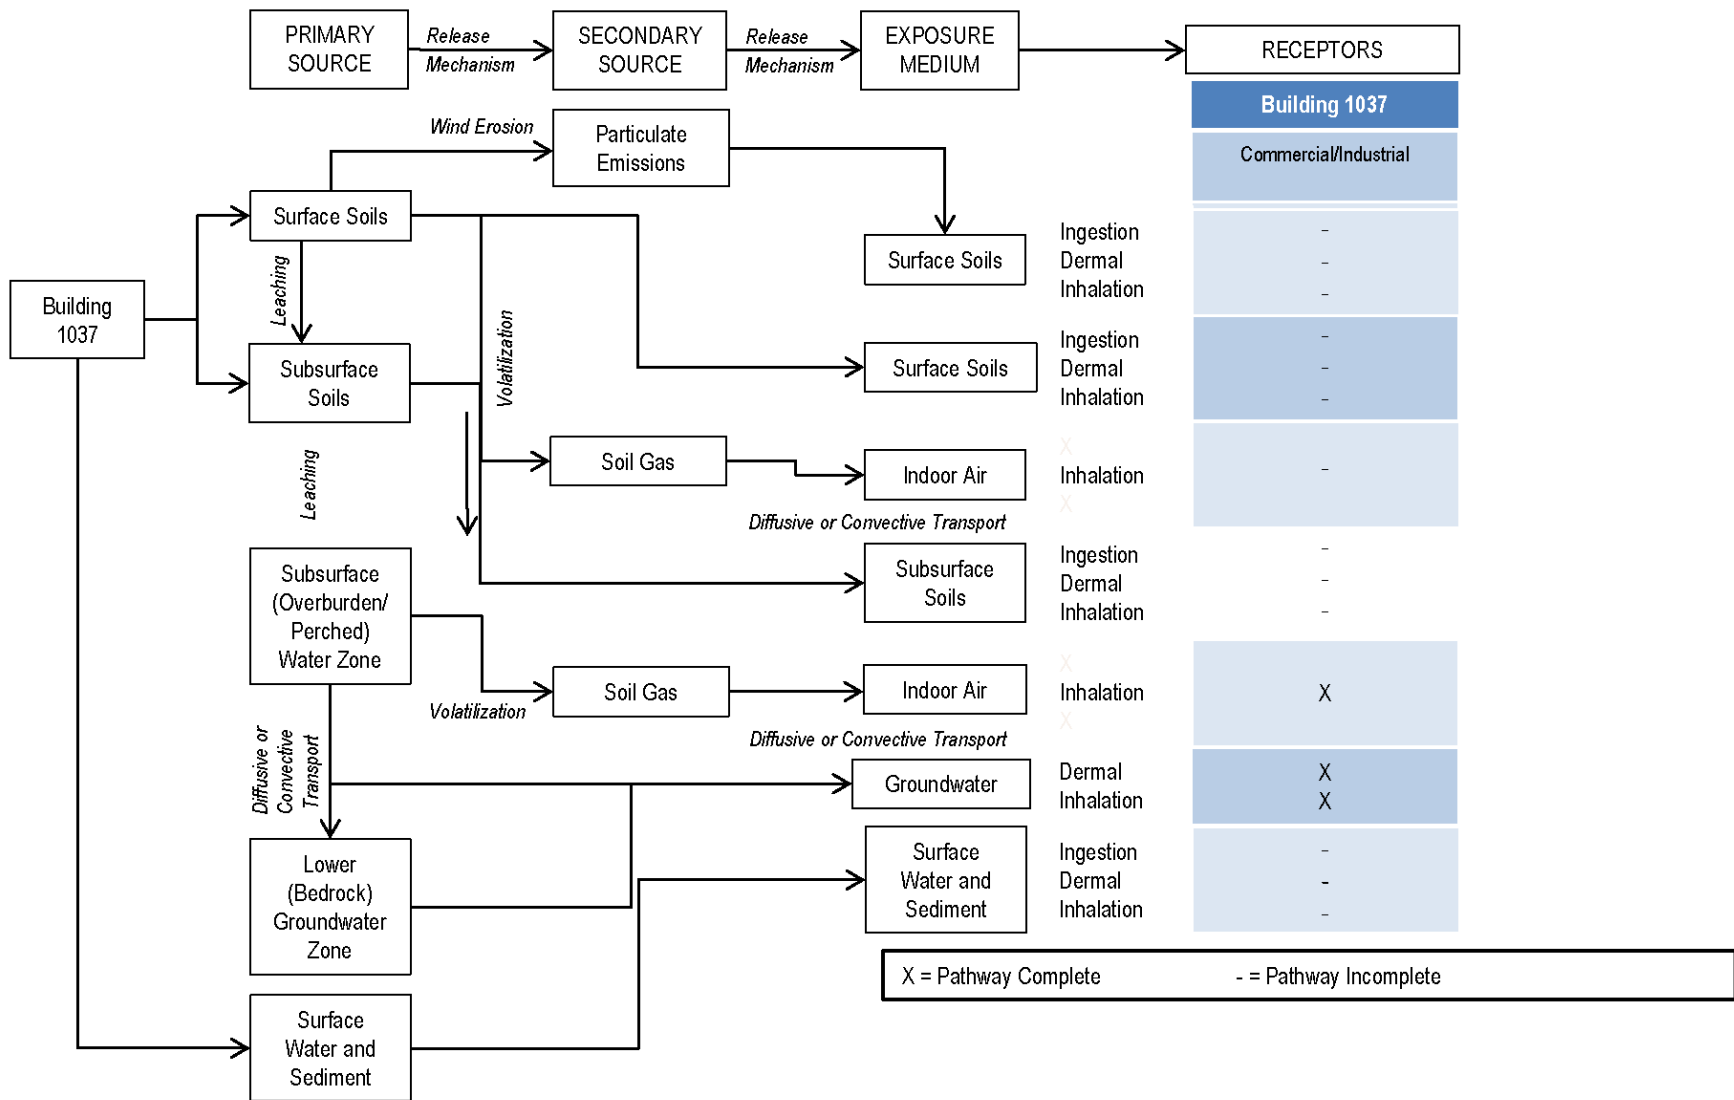 PRIMARY
SOURCE
Release
Mechanism
SECONDARY
SOURCE
Release
Mechanism
EXPOSURE
MEDIUM
RECEPTORS
Building 1037
Commercial/Industrial
Wind Erosion
Particulate
Emissions
Surface Soils
Leaching
Building
1037
Subsurface
Soils
Volatilization
Surface Soils
Ingestion
Dermal
Inhalation
-
-
-
Surface Soils
Ingestion
Dermal
Inhalation
-
-
-
Leaching
Soil Gas
Indoor Air
X
Inhalation
X
-
Diffusive or Convective Transport
Subsurface
(Overburden/
Perched)
Water Zone
Subsurface
Soils
Ingestion
Dermal
Inhalation
-
-
-
Volatilization
Soil Gas
Indoor Air
X
Inhalation
X
X
Diffusive or Convective Transport
Diffusive or
Convective
Transport
Groundwater
Dermal
Inhalation
X
X
Lower
(Bedrock)
Groundwater
Zone
Surface
Water and
Sediment
Ingestion
Dermal
Inhalation
-
-
-
X = Pathway Complete - = Pathway Incomplete
Surface
Water and
Sediment